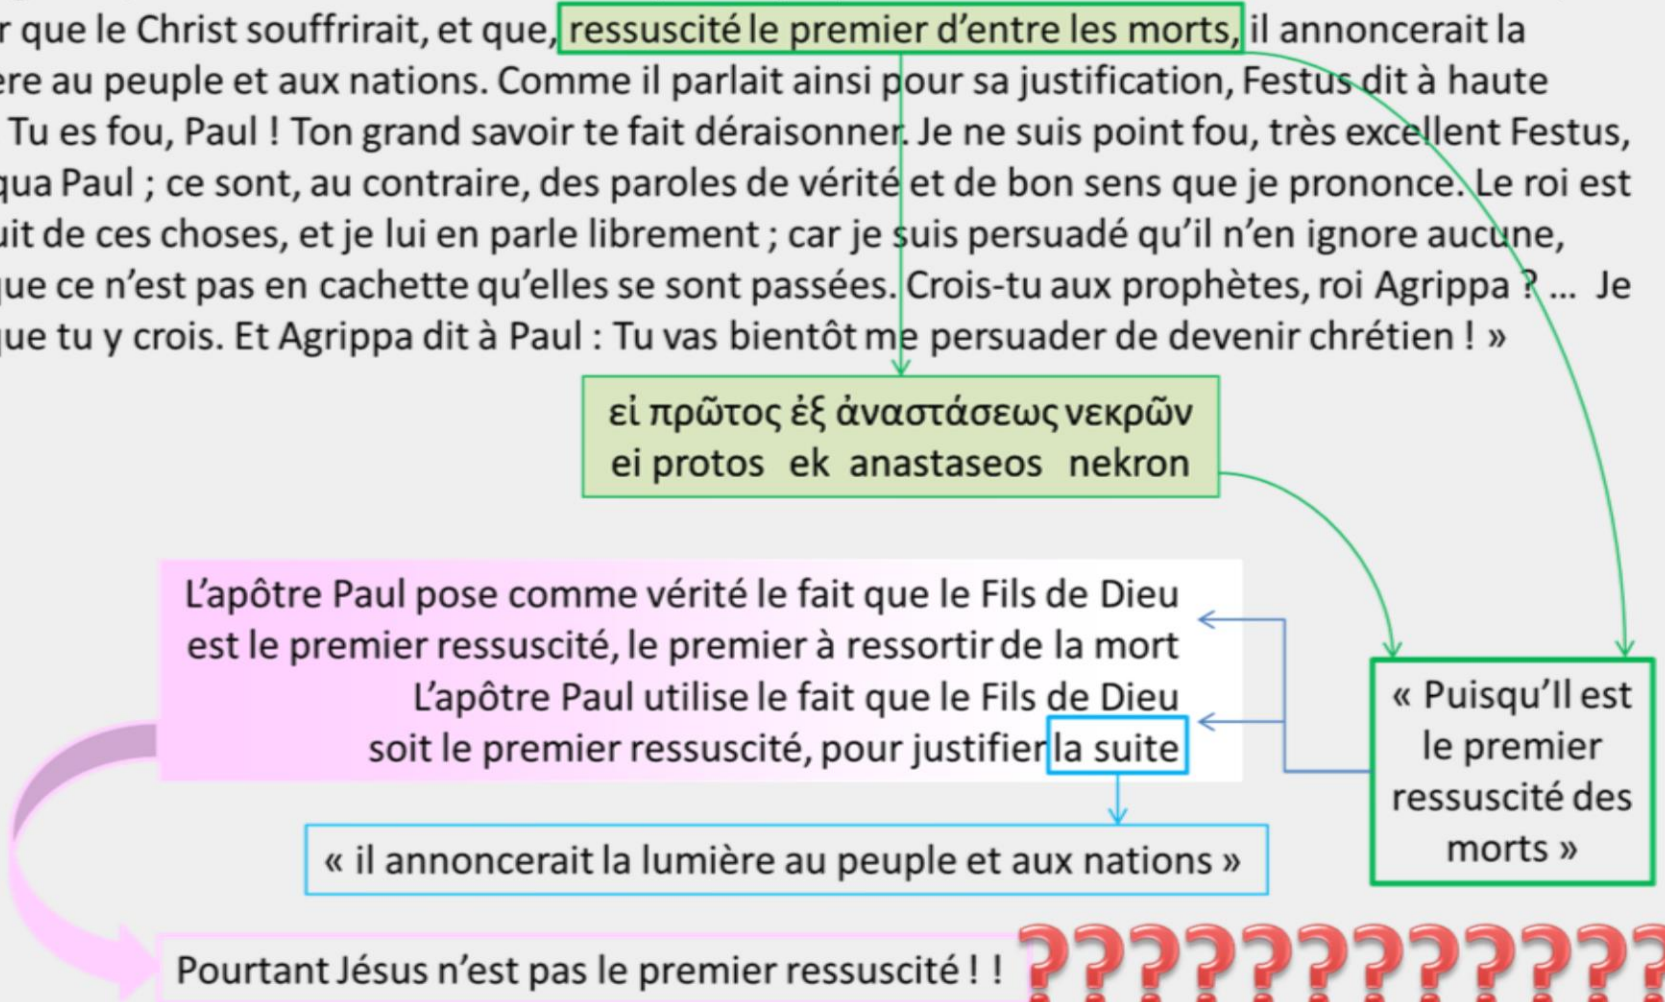 r que le Christ souffrirait, et que, ressuscité le premier d’entre les morts, il annoncerait la
ère au peuple et aux nations. Comme il parlait ainsi pour sa justification, Festus dit à haute
Tu es fou, Paul ! Ton grand savoir te fait déraisonner. Je ne suis point fou, très excellent Festus,
qua Paul ; ce sont, au contraire, des paroles de vérité et de bon sens que je prononce. Le roi est
uit de ces choses, et je lui en parle librement ; car je suis persuadé qu’il n’en ignore aucune,
que ce n’est pas en cachette qu’elles se sont passées. Crois-tu aux prophètes, roi Agrippa ? … Je
que tu y crois. Et Agrippa dit à Paul : Tu vas bientôt me persuader de devenir chrétien ! »
εἰ πρῶτος ἐξ ἀναστάσεως νεκρῶν
ei protos ek anastaseos nekron
L’apôtre Paul pose comme vérité le fait que le Fils de Dieu
est le premier ressuscité, le premier à ressortir de la mort
L’apôtre Paul utilise le fait que le Fils de Dieu
soit le premier ressuscité, pour justifier la suite
« Puisqu’Il est
le premier
ressuscité des
morts »
« il annoncerait la lumière au peuple et aux nations »
Pourtant Jésus n’est pas le premier ressuscité ! ! ????????????